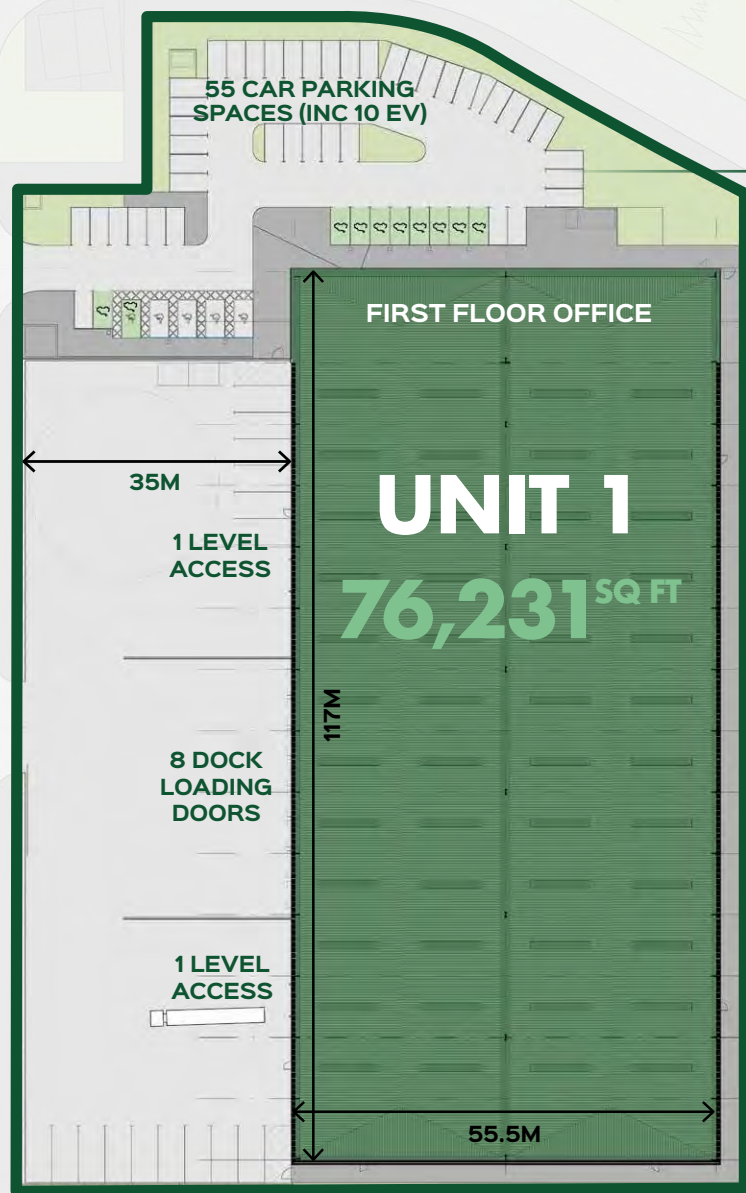 55 CAR PARKING
SPACES (INC 10 EV)
FIRST FLOOR OFFICE
35M
UNIT 1
1 LEVEL
ACCESS
76,231 SQ FT
117M
8 DOCK
LOADING
DOORS
1 LEVEL
ACCESS
55.5M